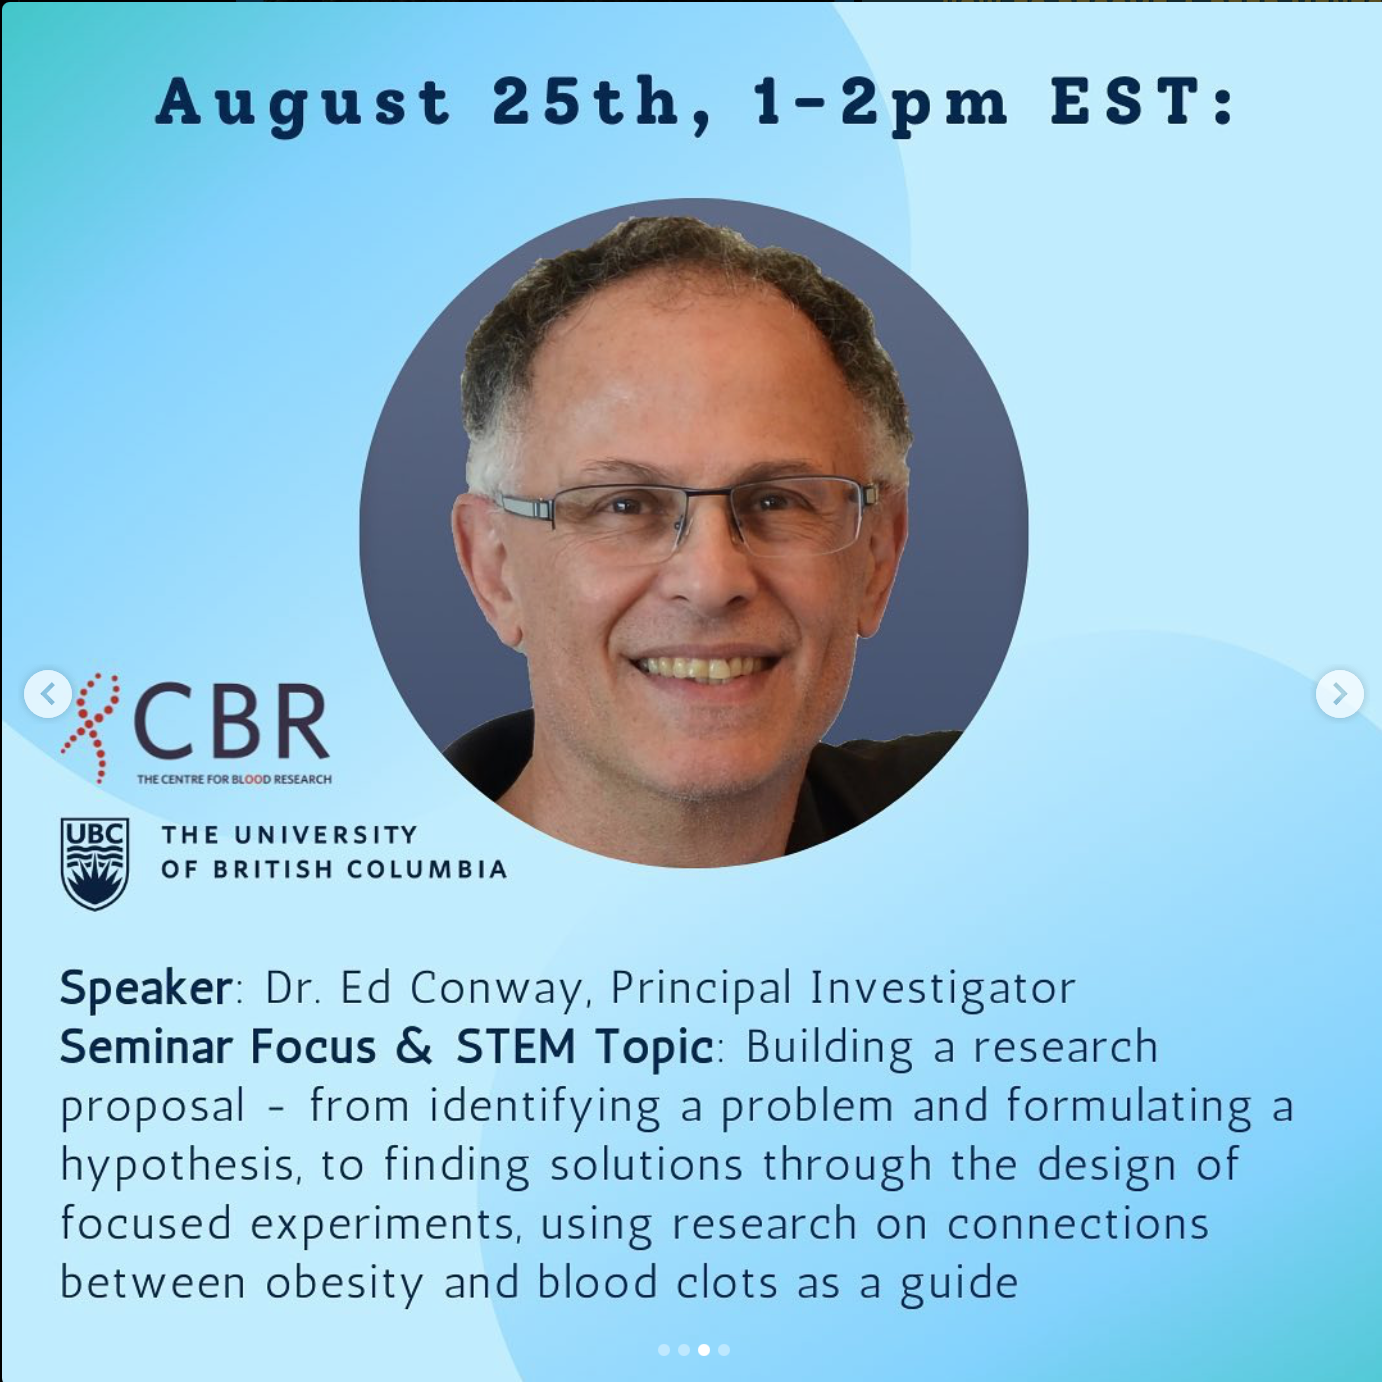 August 25th, 1-2pm EST:
CBR
THE CENTRE FOR BLOOD RESEARCH
UBC
THE UNIVERSITY
OF BRITISH COLUMBIA
Speaker: Dr. Ed Conway, Principal Investigator
Seminar Focus & STEM Topic: Building a research
proposal - from identifying a problem and formulating a
hypothesis, to finding solutions through the design of
focused experiments, using research on connections
between obesity and blood clots as a guide